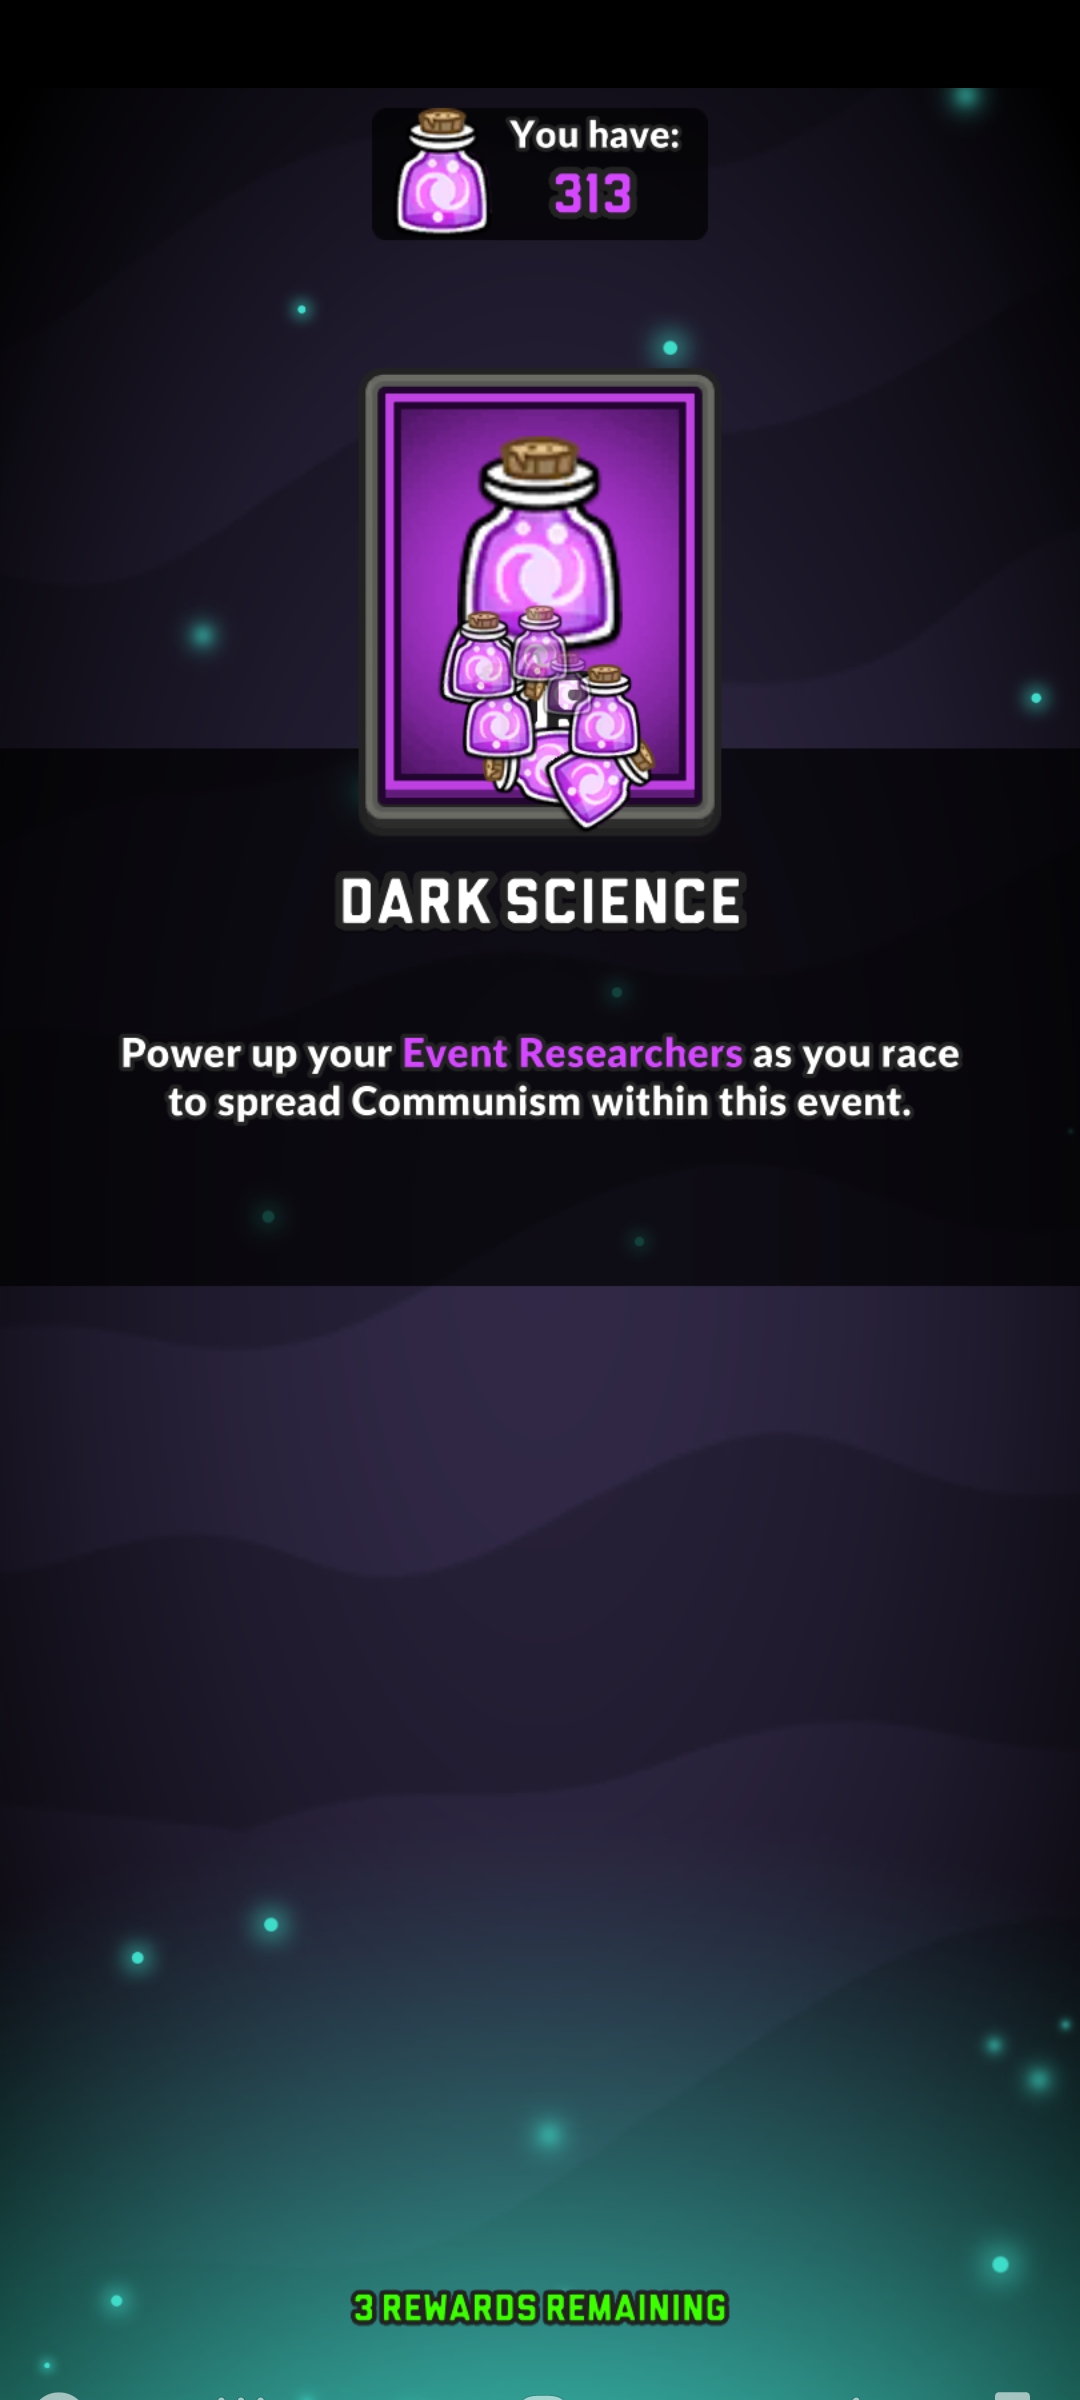 You have:
313
DARK SCIENCE
Power up your Event Researchers as you race
to spread Communism within this event.
3 REWARDS REMAINING